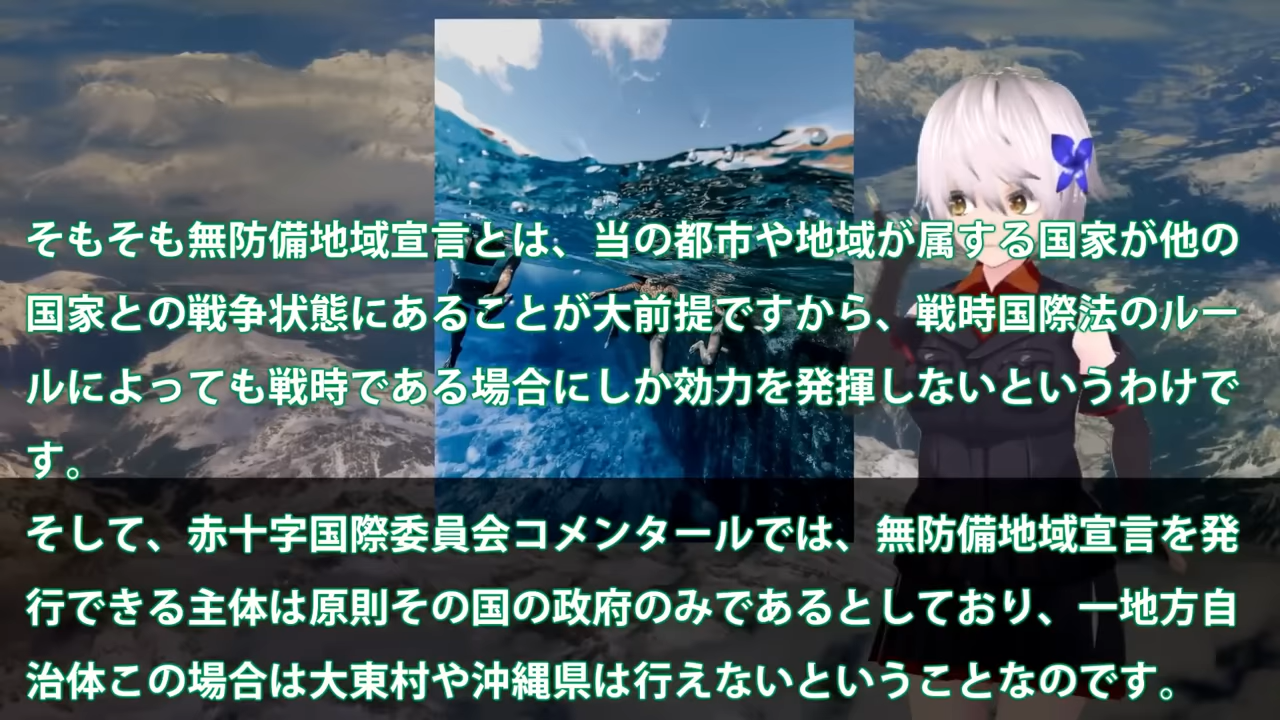 そもそも無防備地域宣言とは、当の都市や地域が属する国家が他の
国家との戦争状態にあることが大前提ですから、戦時国際法のルー
ルによっても戦時である場合にしか効力を発揮しないというわけで
す。
そして、赤十字国際委員会コメンタールでは、無防備地域宣言を発
行できる主体は原則その国の政府のみであるとしており、一地方自
治体この場合は大東村や沖縄県は行えないということなのです。